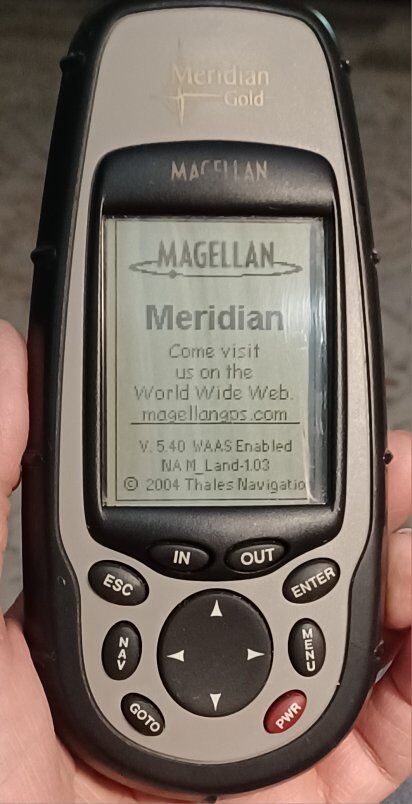 Meridian
Gold
MAGELLAN
MAGELLAN
Meridian
Come visit
us on the
World Wide Web.
magellangps.com
V. 5.40 WAAS Enabled
NAM_Land-1.03
© 2004 Thales Navigatio
IN OUT
ESC ENTER
NAV MENU
GOTO PWR